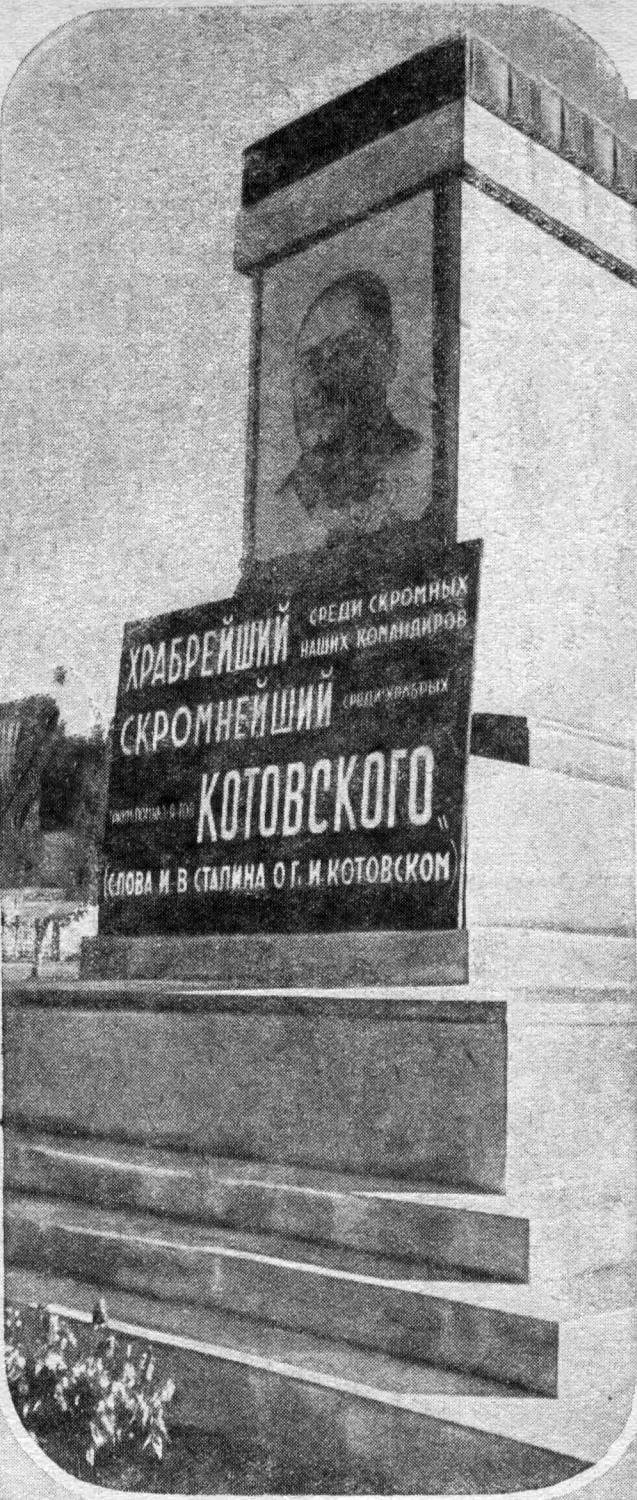 ХРАБРЕЙШИЙ СРЕДИ СКРОМНЫХ
НАШИХ КОМАНДИРОВ
СКРОМНЕЙШИЙ СРЕДИ ХРАБРЫХ
КОТОВСКОГО"
(СЛОВА И В СТАЛИНА О Г. И. КОТОВСКОМ)